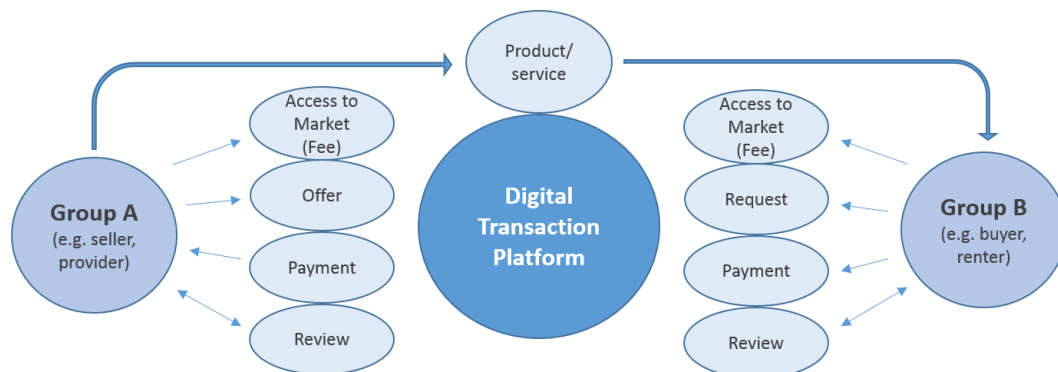 Product/
service
Access to
Market
(Fee)
Offer
Payment
Review
Group A
(e.g. seller,
provider)
Digital
Transaction
Platform
Access to
Market
(Fee)
Request
Payment
Review
Group B
(e.g. buyer,
renter)